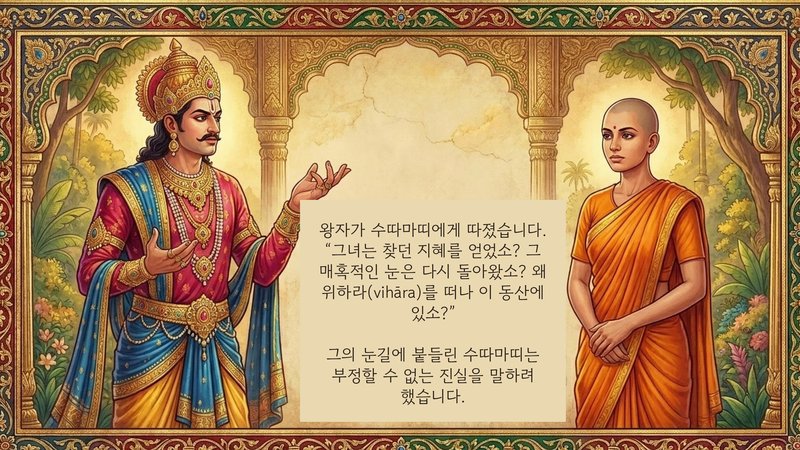 왕자가 수따마띠에게 따졌습니다.
“그녀는 찾던 지혜를 얻었소? 그
매혹적인 눈은 다시 돌아왔소? 왜
위하라(vihāra)를 떠나 이 동산에
있소?”
그의 눈길에 붙들린 수따마띠는
부정할 수 없는 진실을 말하려
했습니다.